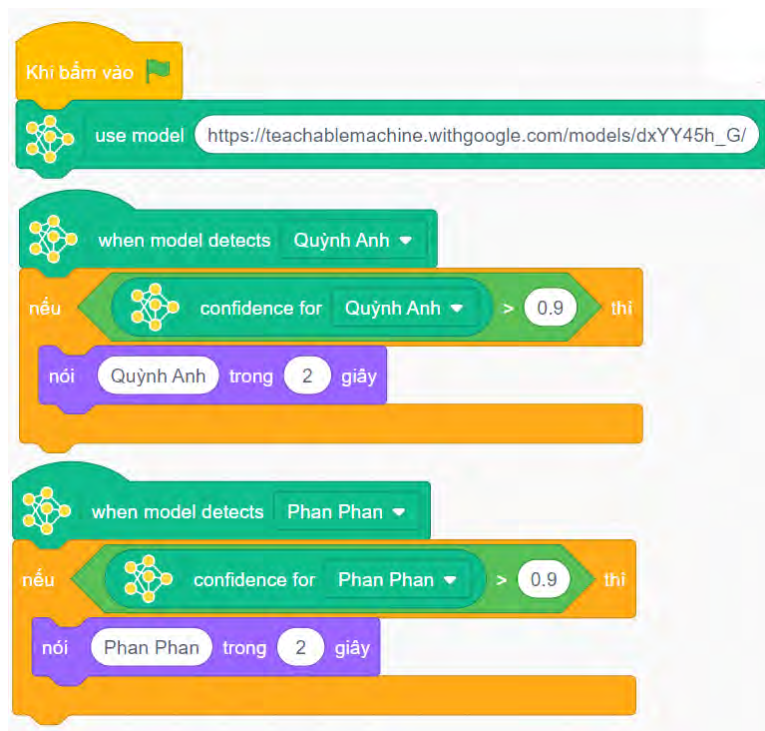 Khi bấm vào
use model https://teachablemachine.withgoogle.com/models/dxYY45h_G/
when model detects Quỳnh Anh
nếu confidence for Quỳnh Anh > 0.9 thì
nói Quỳnh Anh trong 2 giây
when model detects Phan Phan
nếu confidence for Phan Phan > 0.9 thì
nói Phan Phan trong 2 giây